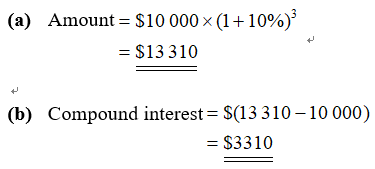 (a) Amount = $10 000 × (1 + 10%)³
= $13 310
(b) Compound interest = $(13 310 – 10 000)
= $3310